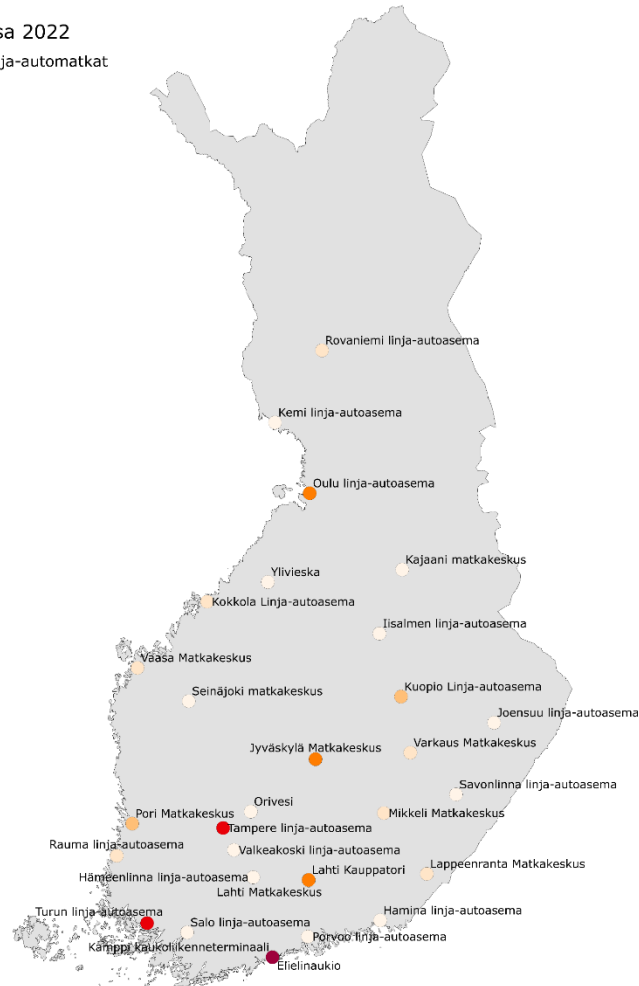 sa 2022
ja-automatkat
Rovaniemi linja-autoasema
Kemi linja-autoasema
Oulu linja-autoasema
Kajaani matkakeskus
Ylivieska
Kokkola Linja-autoasema
Iisalmen linja-autoasema
Vaasa Matkakeskus
Seinäjoki matkakeskus
Kuopio Linja-autoasema
Joensuu linja-autoasema
Jyväskylä Matkakeskus
Varkaus Matkakeskus
Savonlinna linja-autoasema
Orivesi
Pori Matkakeskus
Mikkeli Matkakeskus
Tampere linja-autoasema
Rauma linja-autoasema
Valkeakoski linja-autoasema
Lappeenranta Matkakeskus
Lahti Kauppatori
Hämeenlinna linja-autoasema
Lahti Matkakeskus
Turun linja-autoasema
Hamina linja-autoasema
Salo linja-autoasema
Porvoo linja-autoasema
Kamppi kaukoliikenneterminaali
Elielinaukio